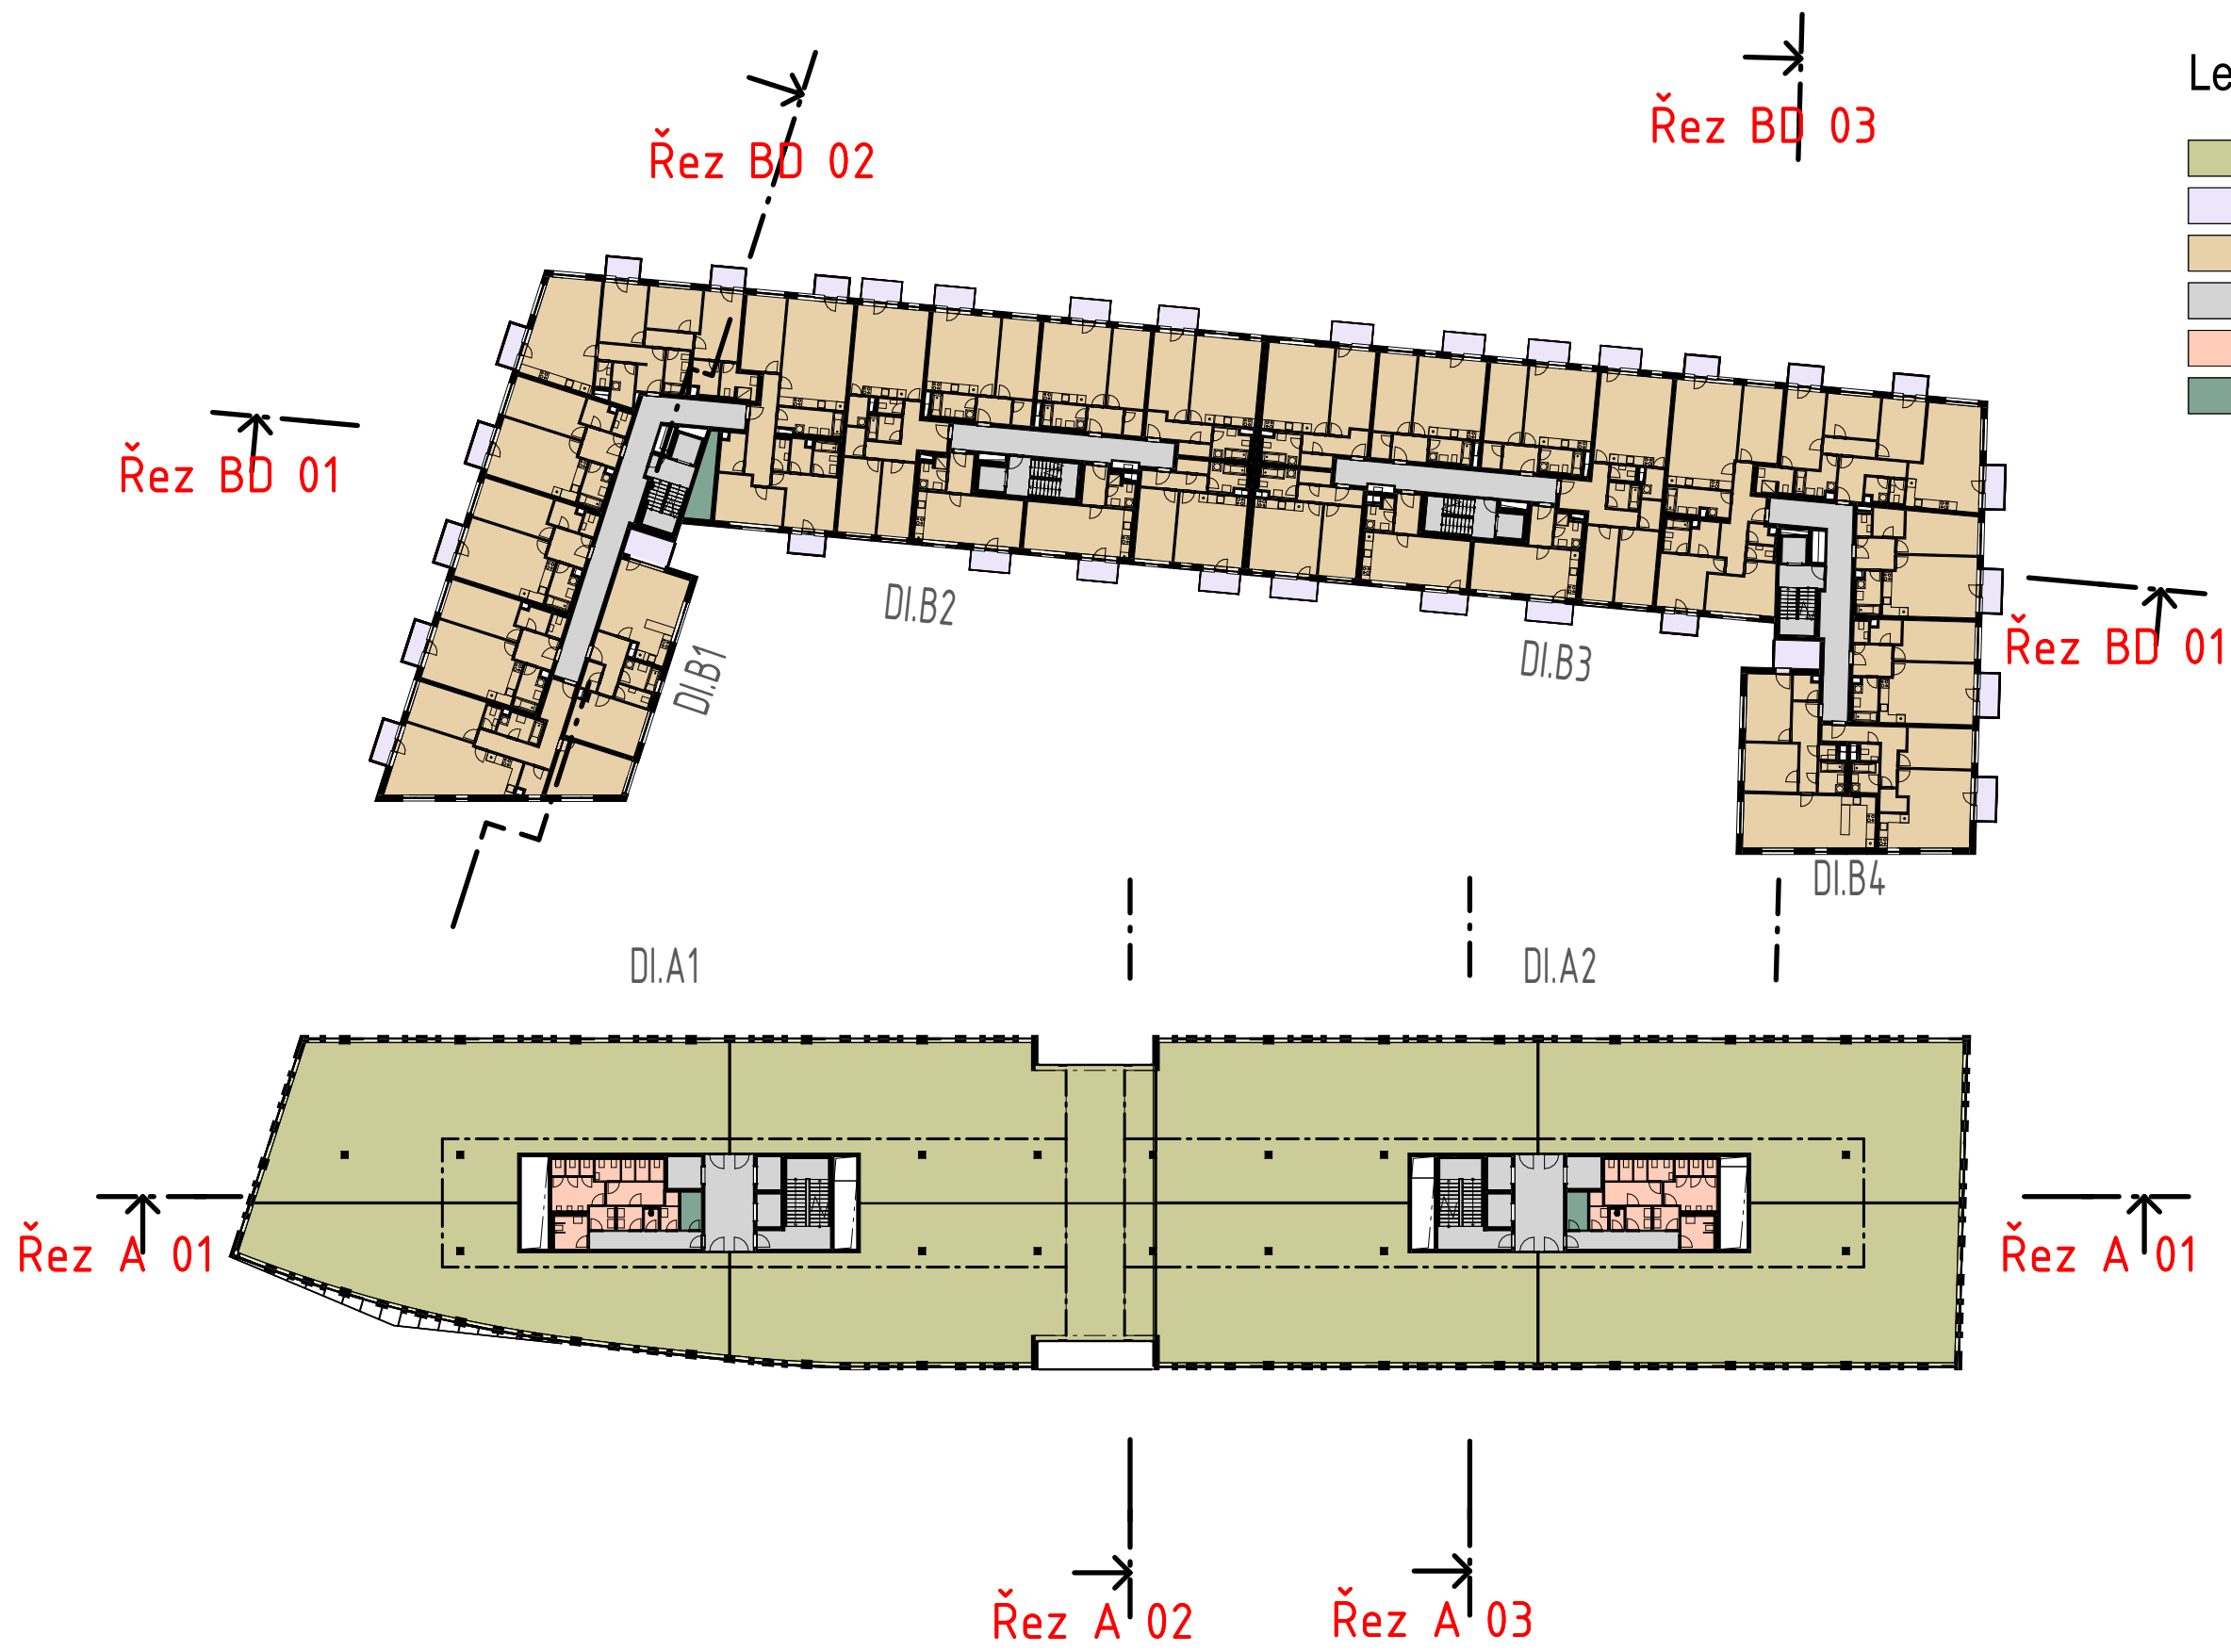 Le
Řez BD 03
Řez BD 02
Řez BD 01
DI.B2
DI.B3
Řez BD 01
DI.B1
DI.B4
DI.A1
DI.A2
Řez A 01
Řez A 01
Řez A 02
Řez A 03